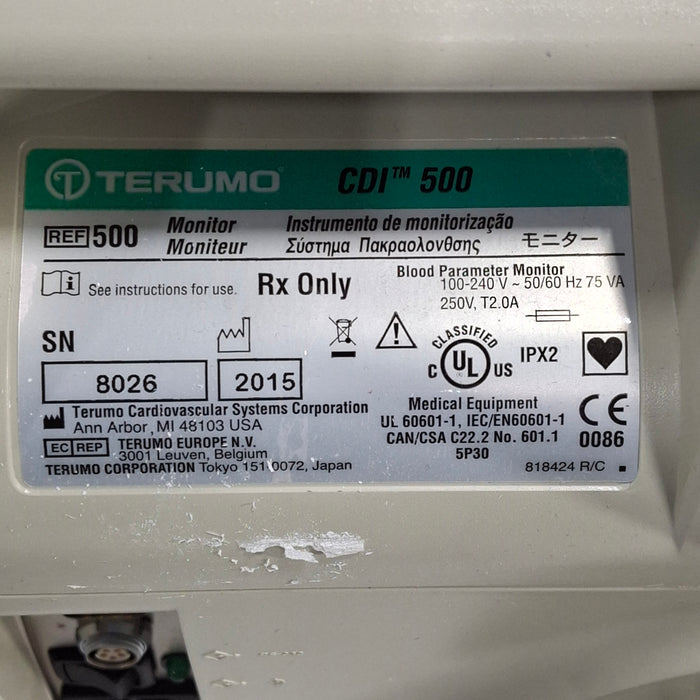 TERUMO CDI™ 500
REF 500 Monitor Instrumento de monitorização
Moniteur Σύστημα Πακραολονθσης モニター
See instructions for use. Rx Only Blood Parameter Monitor
100-240 V ~ 50/60 Hz 75 VA
250V, T2.0A
SN
8026 2015
CLASSIFIED
C UL US IPX2
Terumo Cardiovascular Systems Corporation
Ann Arbor, MI 48103 USA
EC REP TERUMO EUROPE N.V.
3001 Leuven, Belgium
TERUMO CORPORATION Tokyo 151-0072, Japan
Medical Equipment
UL 60601-1, IEC/EN60601-1
CAN/CSA C22.2 No. 601.1
5P30
CE
0086
818424 R/C